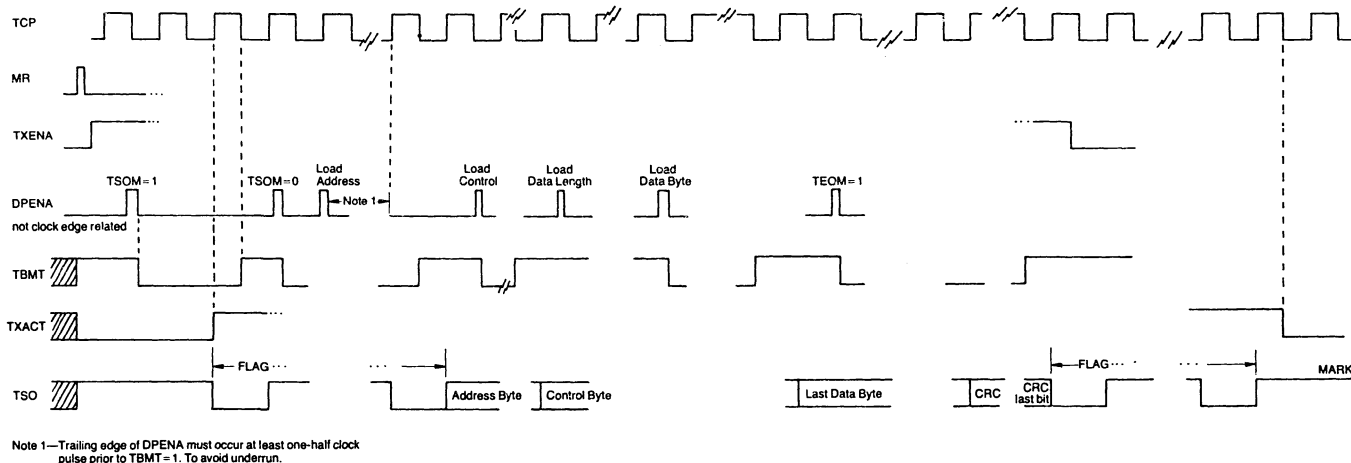 TCP
MR
TXENA
TSOM=1
TSOM=0
Load
Address
Load
Control
Load
Data Length
Load
Data Byte
TEOM=1
DPENA
Note 1
not clock edge related
TBMT
TXACT
FLAG
FLAG
MARK
TSO
Address Byte
Control Byte
Last Data Byte
CRC
CRC
last bit
Note 1—Trailing edge of DPENA must occur at least one-half clock
pulse prior to TBMT=1. To avoid underrun.